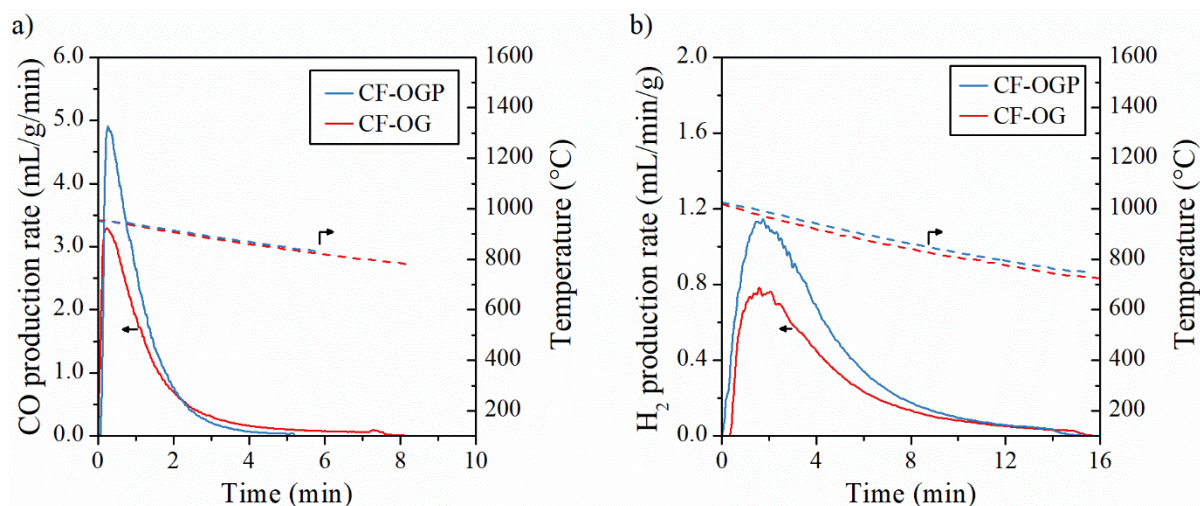 a)
CO production rate (mL/g/min)
6.0
5.0
4.0
3.0
2.0
1.0
0.0
CF-OGP
CF-OG
1600
1400
1200
1000
800
600
400
200
Temperature (°C)
0 2 4 6 8 10
Time (min)
b)
H₂ production rate (mL/min/g)
2.0
1.6
1.2
0.8
0.4
0.0
CF-OGP
CF-OG
1600
1400
1200
1000
800
600
400
200
Temperature (°C)
0 4 8 12 16
Time (min)